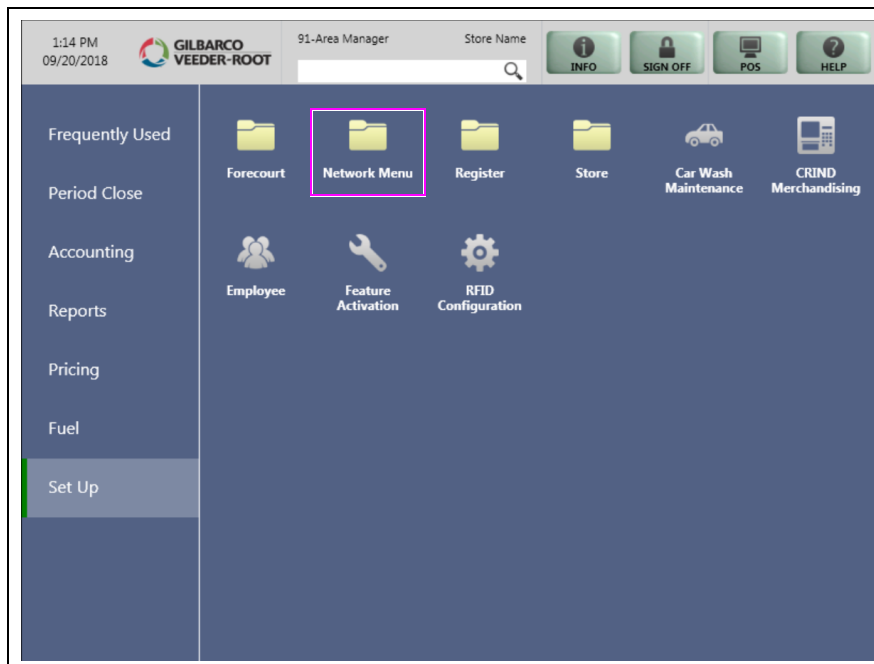 1:14 PM
09/20/2018
GILBARCO
VEEDER-ROOT
91-Area Manager
Store Name
INFO
SIGN OFF
POS
HELP
Frequently Used
Period Close
Accounting
Reports
Pricing
Fuel
Set Up
Forecourt
Network Menu
Register
Store
Car Wash
Maintenance
CRIND
Merchandising
Employee
Feature
Activation
RFID
Configuration